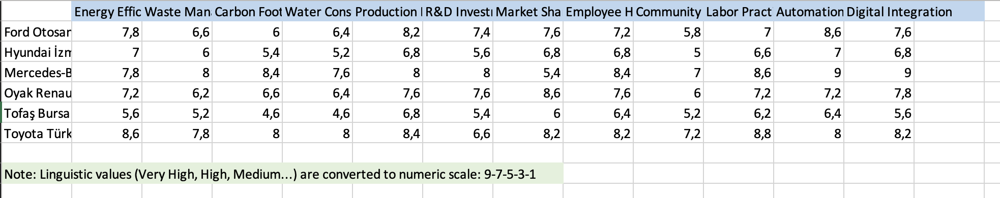 Energy Effic Waste Man Carbon Foot Water Cons Production I R&D Investi Market Sha Employee H Community Labor Practi Automation Digital Integration
Ford Otosan 7,8 6,6 6 6,4 8,2 7,4 7,6 7,2 5,8 7 8,6 7,6
Hyundai İzm 7 6 5,4 5,2 6,8 5,6 6,8 6,8 5 6,6 7 6,8
Mercedes-B 7,8 8 8,4 7,6 8 8 5,4 8,4 7 8,6 9 9
Oyak Renau 7,2 6,2 6,6 6,4 7,6 7,6 8,6 7,6 6 7,2 7,2 7,8
Tofaş Bursa 5,6 5,2 4,6 4,6 6,8 5,4 6 6,4 5,2 6,2 6,4 5,6
Toyota Türk 8,6 7,8 8 8 8,4 6,6 8,2 8,2 7,2 8,8 8 8,2
Note: Linguistic values (Very High, High, Medium...) are converted to numeric scale: 9-7-5-3-1